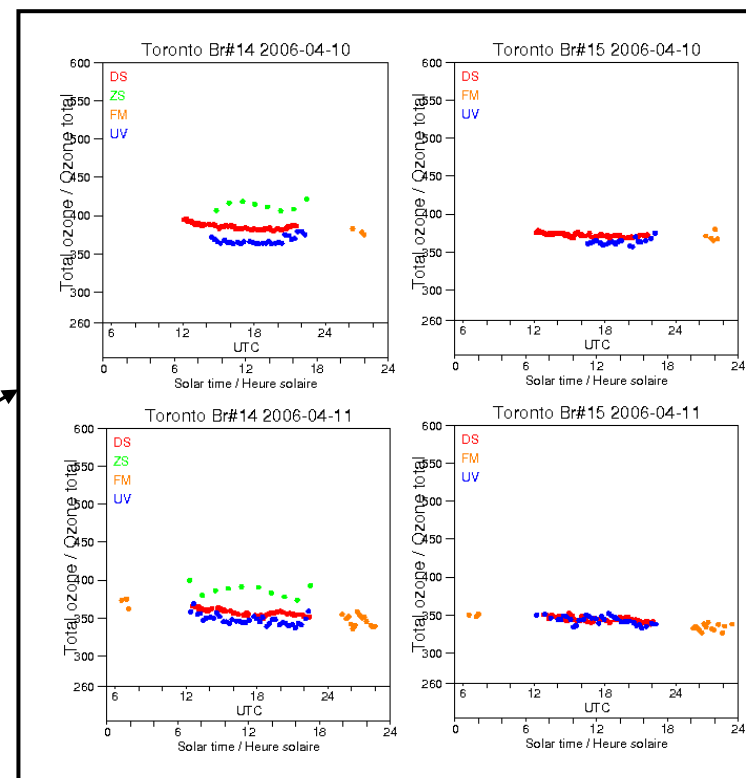 Toronto Br#14 2006-04-10
600
550
500
450
400
350
300
260
Total ozone / Ozone total
DS
ZS
FM
UV
6 12 18 24
UTC
0 6 12 18 24
Solar time / Heure solaire
Toronto Br#15 2006-04-10
600
550
500
450
400
350
300
260
Total ozone / Ozone total
DS
FM
UV
6 12 18 24
UTC
0 6 12 18 24
Solar time / Heure solaire
Toronto Br#14 2006-04-11
600
550
500
450
400
350
300
260
Total ozone / Ozone total
DS
ZS
FM
UV
6 12 18 24
UTC
0 6 12 18 24
Solar time / Heure solaire
Toronto Br#15 2006-04-11
600
550
500
450
400
350
300
260
Total ozone / Ozone total
DS
FM
UV
6 12 18 24
UTC
0 6 12 18 24
Solar time / Heure solaire